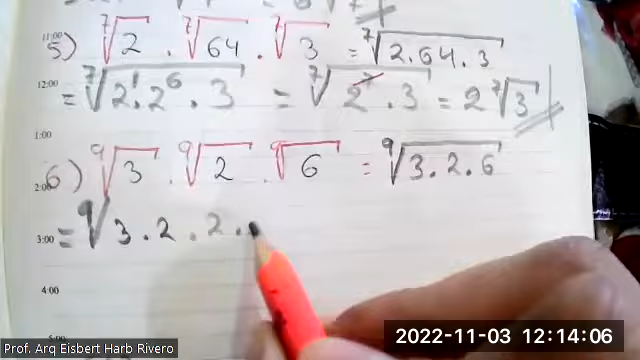 11:00 5) ⁷√2 . ⁷√64 . ⁷√3 = ⁷√2.64.3
12:00 = ⁷√2¹.2⁶.3 = ⁷√2⁷.3 = 2 ⁷√3
1:00
2:00 6) ⁹√3 . ⁹√2 . ⁹√6 = ⁹√3.2.6
3:00 = ⁹√3.2.2.
4:00
Prof. Arq Eisbert Harb Rivero
2022-11-03 12:14:06